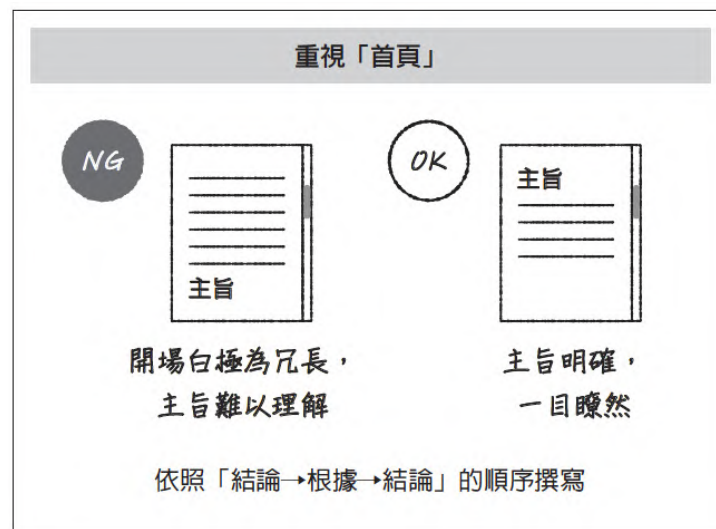 重視「首頁」
NG
主旨
開場白極為冗長，
主旨難以理解
OK
主旨
主旨明確，
一目瞭然
依照「結論→根據→結論」的順序撰寫